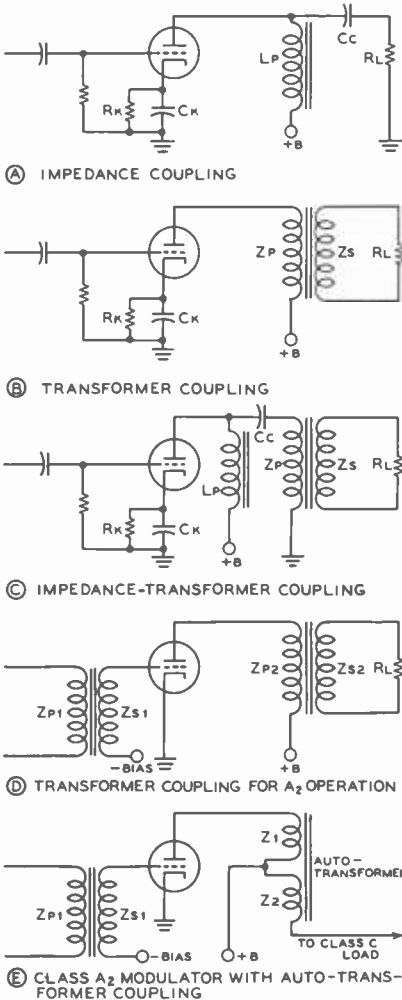 LP
CC
RL
RK
CK
+B
A IMPEDANCE COUPLING
ZP
ZS
RL
RK
CK
+B
B TRANSFORMER COUPLING
CC
LP
ZP
ZS
RL
RK
CK
+B
C IMPEDANCE-TRANSFORMER COUPLING
ZP2
ZS2
RL
ZP1
ZS1
-BIAS
+B
D TRANSFORMER COUPLING FOR A2 OPERATION
Z1
AUTO-
TRANSFORMER
ZP1
ZS1
Z2
-BIAS
+B
TO CLASS C
LOAD
E CLASS A2 MODULATOR WITH AUTO-TRANS-
FORMER COUPLING